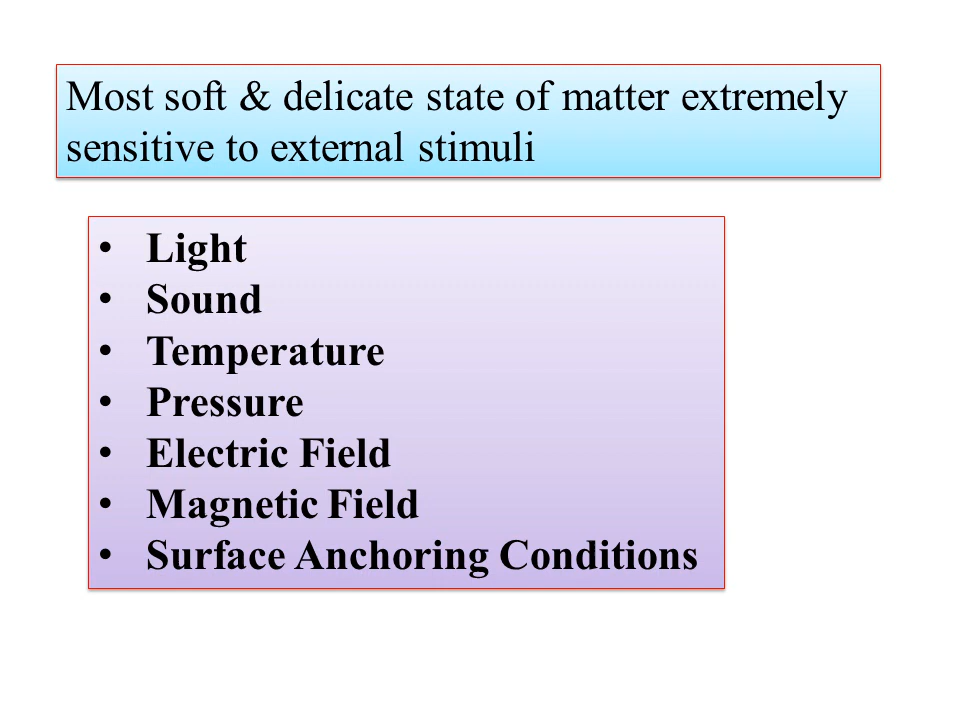 Most soft & delicate state of matter extremely
sensitive to external stimuli
• Light
• Sound
• Temperature
• Pressure
• Electric Field
• Magnetic Field
• Surface Anchoring Conditions